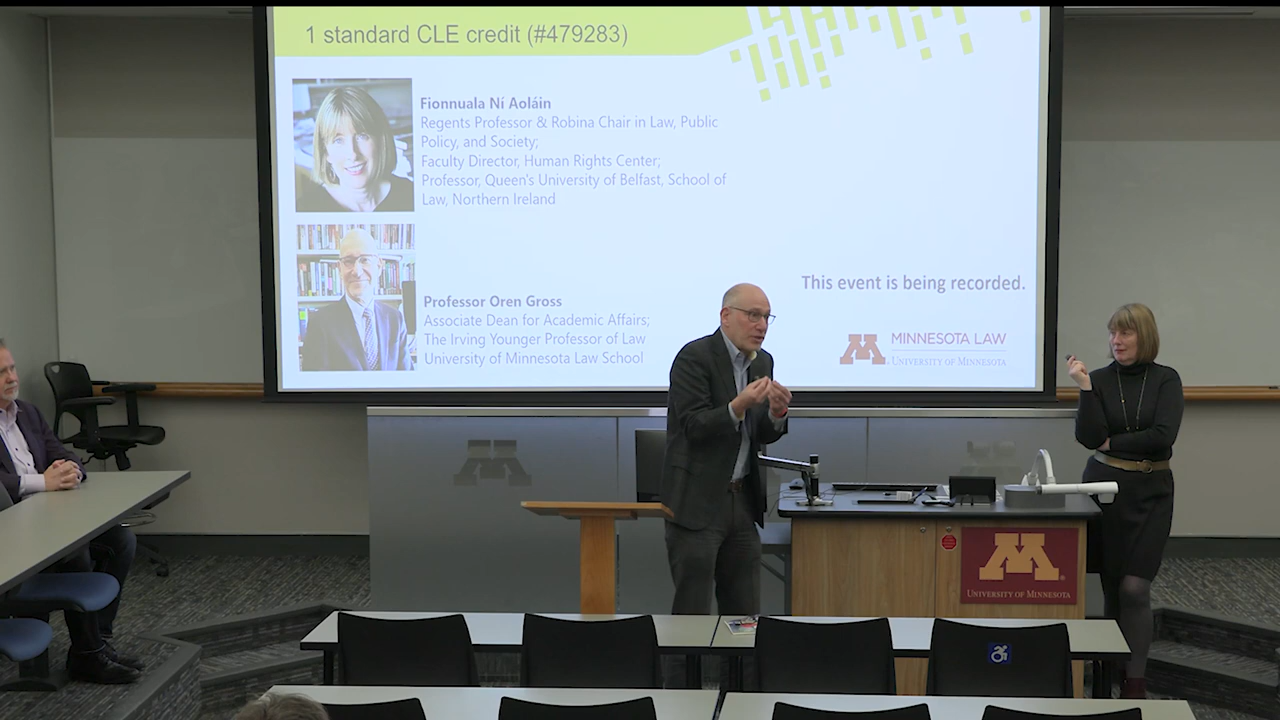 1 standard CLE credit (#479283)
Fionnuala Ní Aoláin
Regents Professor & Robina Chair in Law, Public
Policy, and Society;
Faculty Director, Human Rights Center;
Professor, Queen's University of Belfast, School of
Law, Northern Ireland
Professor Oren Gross
Associate Dean for Academic Affairs;
The Irving Younger Professor of Law
University of Minnesota Law School
This event is being recorded.
M
MINNESOTA LAW
UNIVERSITY OF MINNESOTA
M
M
UNIVERSITY OF MINNESOTA